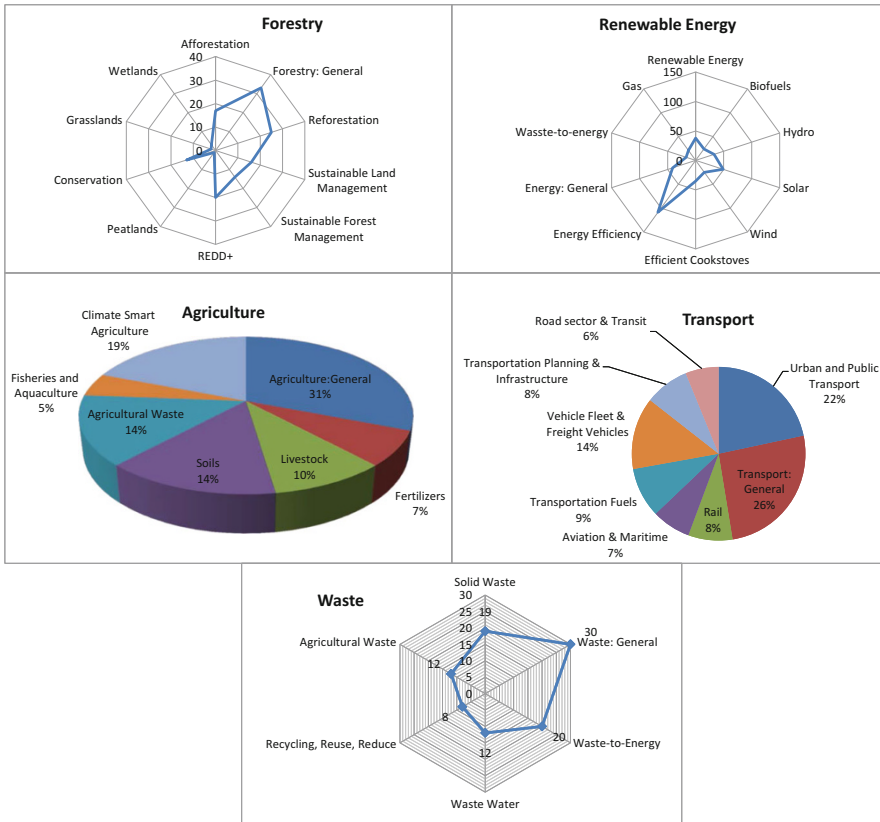 Forestry
Afforestation
40
30
20
10
0
Forestry: General
Reforestation
Sustainable Land
Management
Sustainable Forest
Management
REDD+
Peatlands
Conservation
Grasslands
Wetlands
Renewable Energy
Renewable Energy
150
100
50
0
Biofuels
Hydro
Solar
Wind
Efficient Cookstoves
Energy Efficiency
Energy: General
Wasste-to-energy
Gas
Agriculture
Climate Smart
Agriculture
19%
Agriculture:General
31%
Fisheries and
Aquaculture
5%
Agricultural Waste
14%
Soils
14%
Livestock
10%
Fertilizers
7%
Transport
Road sector & Transit
6%
Transportation Planning &
Infrastructure
8%
Urban and Public
Transport
22%
Vehicle Fleet &
Freight Vehicles
14%
Transport:
General
26%
Transportation Fuels
9%
Rail
8%
Aviation & Maritime
7%
Waste
Solid Waste
30
25
20
15
10
5
0
19
30
Waste: General
20
Waste-to-Energy
12
Waste Water
8
Recycling, Reuse, Reduce
12
Agricultural Waste